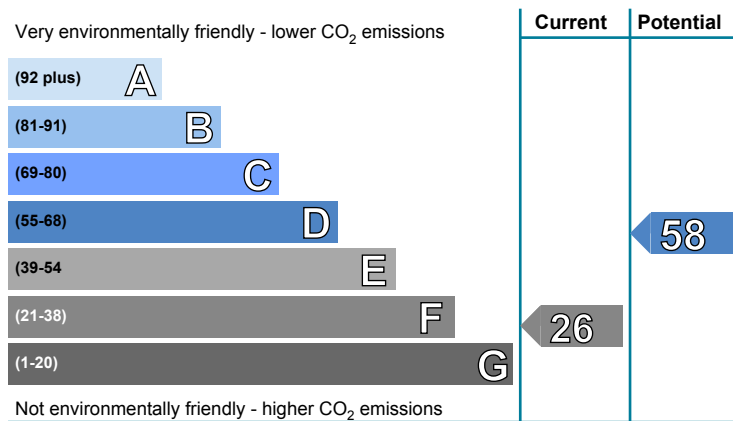 Current Potential
Very environmentally friendly - lower CO2 emissions
(92 plus) A
(81-91) B
(69-80) C
(55-68) D
58
(39-54 E
(21-38) F
26
(1-20) G
Not environmentally friendly - higher CO2 emissions